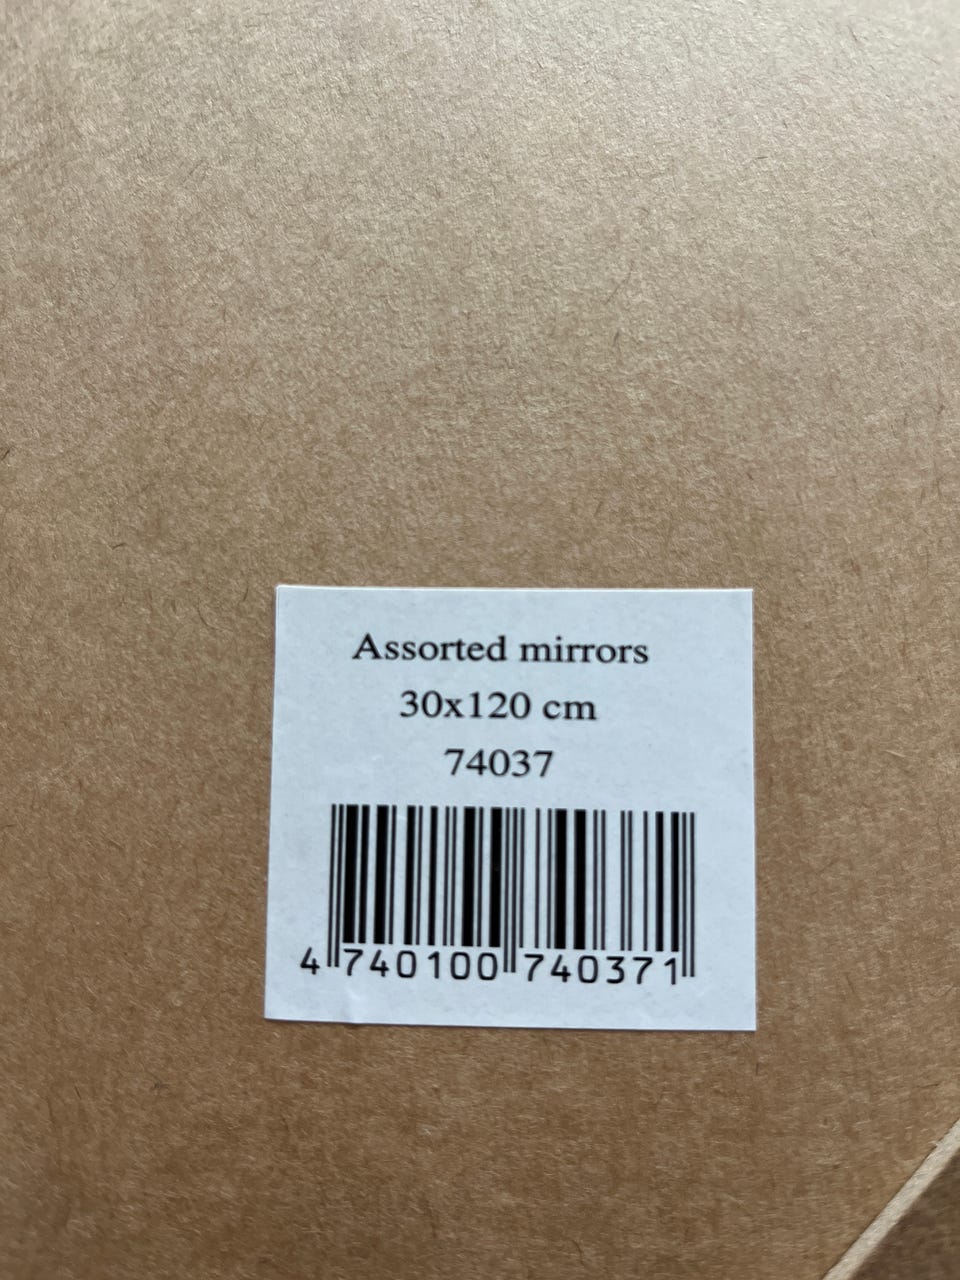 Assorted mirrors
30x120 cm
74037
4 740100 740371